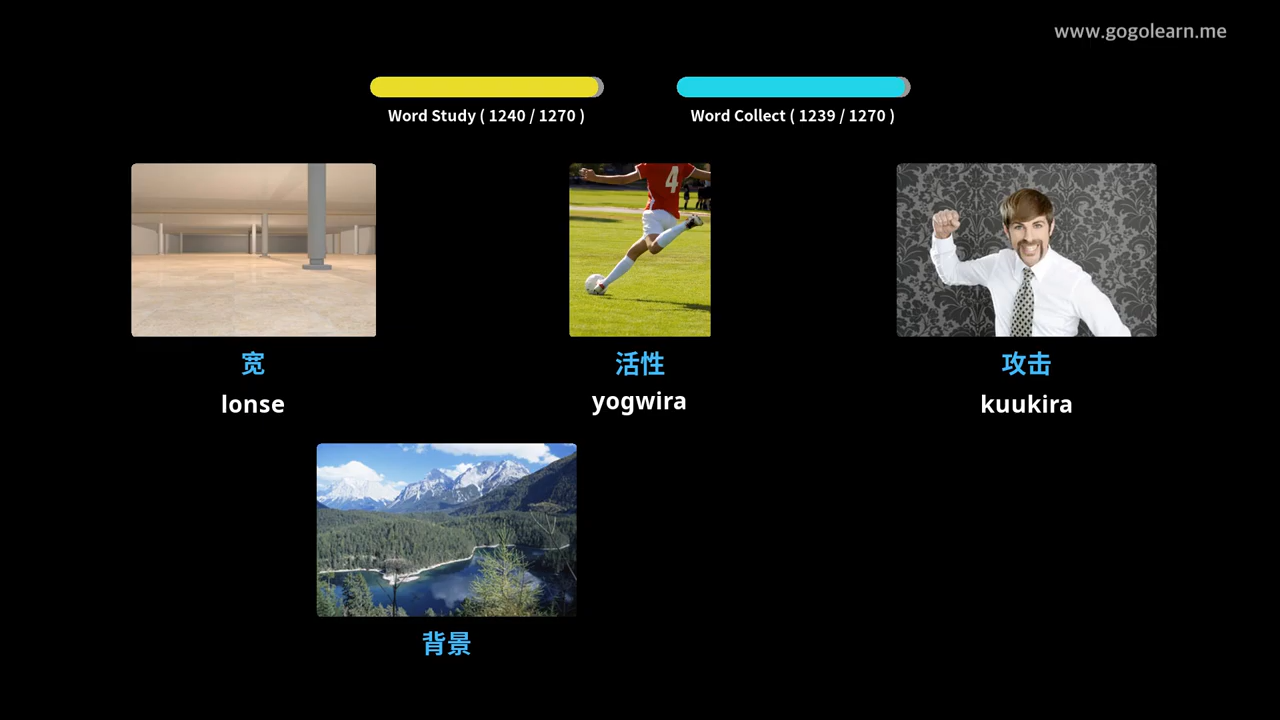 www.gogolearn.me
Word Study ( 1240 / 1270 )
Word Collect ( 1239 / 1270 )
宽
lonse
活性
yogwira
攻击
kuukira
背景
4